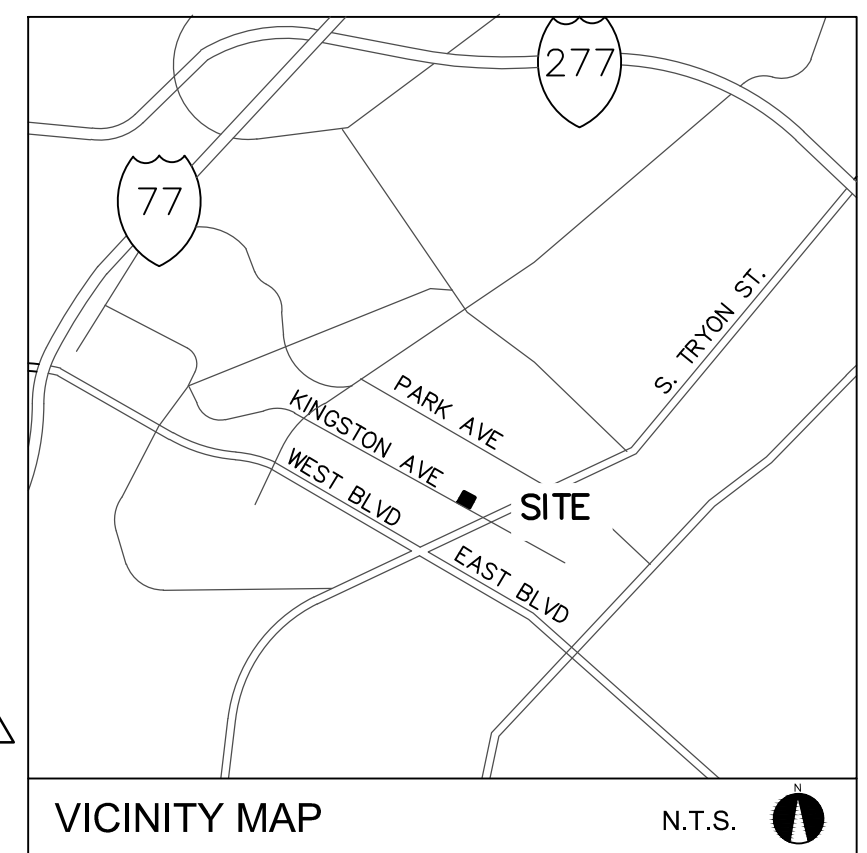 277
77
S. TRYON ST.
PARK AVE
KINGSTON AVE
WEST BLVD
SITE
EAST BLVD
VICINITY MAP
N.T.S.
N